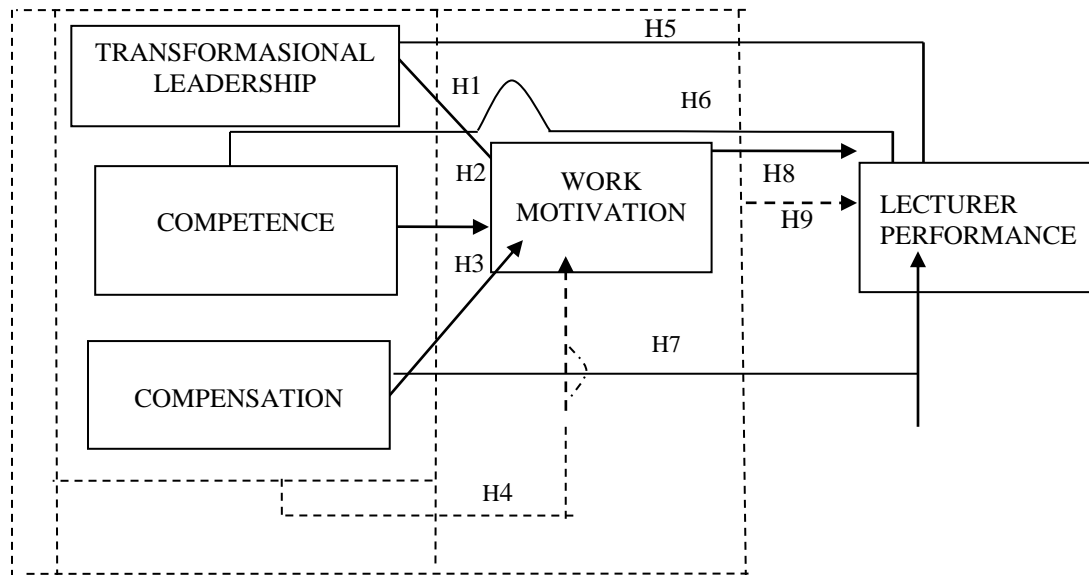 TRANSFORMASIONAL
LEADERSHIP
H5
H1
H6
H2
WORK
MOTIVATION
H8
COMPETENCE
H9
LECTURER
PERFORMANCE
H3
H7
COMPENSATION
H4